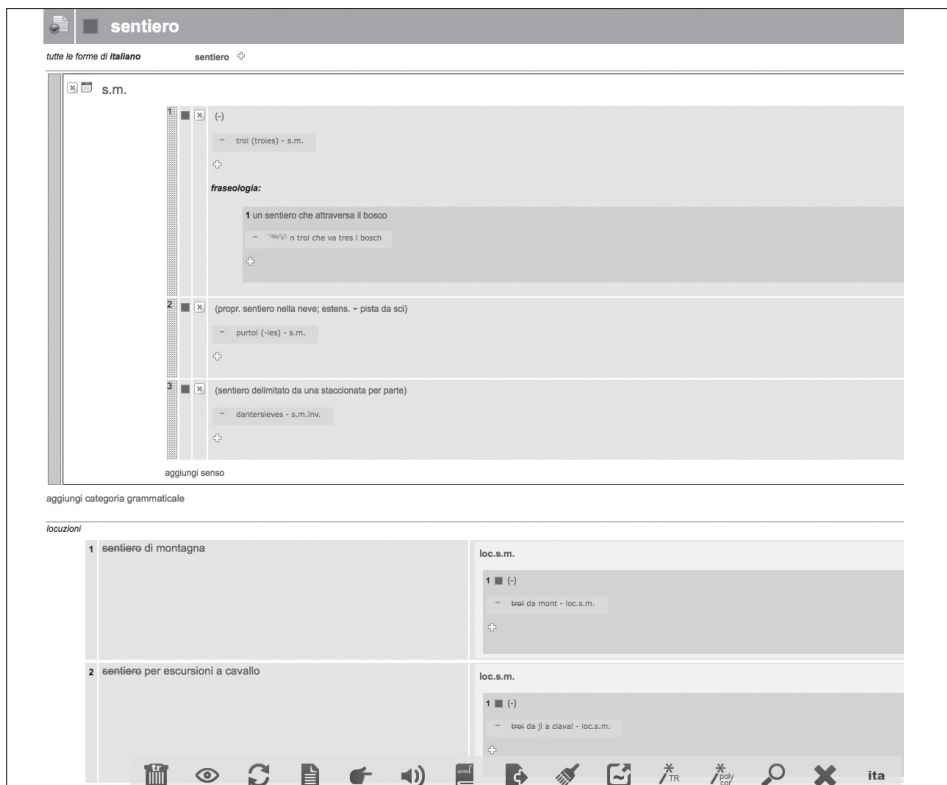 sentiero
tutte le forme di italiano sentiero
s.m.
1 (-)
– troi (troies) - s.m.
fraseologia:
1 un sentiero che attraversa il bosco
– n troi che va tres l bosch
2 (propr. sentiero nella neve; estens. ÷ pista da sci)
– purtoi (-ies) - s.m.
3 (sentiero delimitato da una staccionata per parte)
– dantersieves - s.m.inv.
aggiungi senso
aggiungi categoria grammaticale
locuzioni
1 sentiero di montagna
loc.s.m.
1 (-)
– troi da mont - loc.s.m.
2 sentiero per escursioni a cavallo
loc.s.m.
1 (-)
– troi da jì a ciaval - loc.s.m.
tr
aml
TR
poly
cor
ita